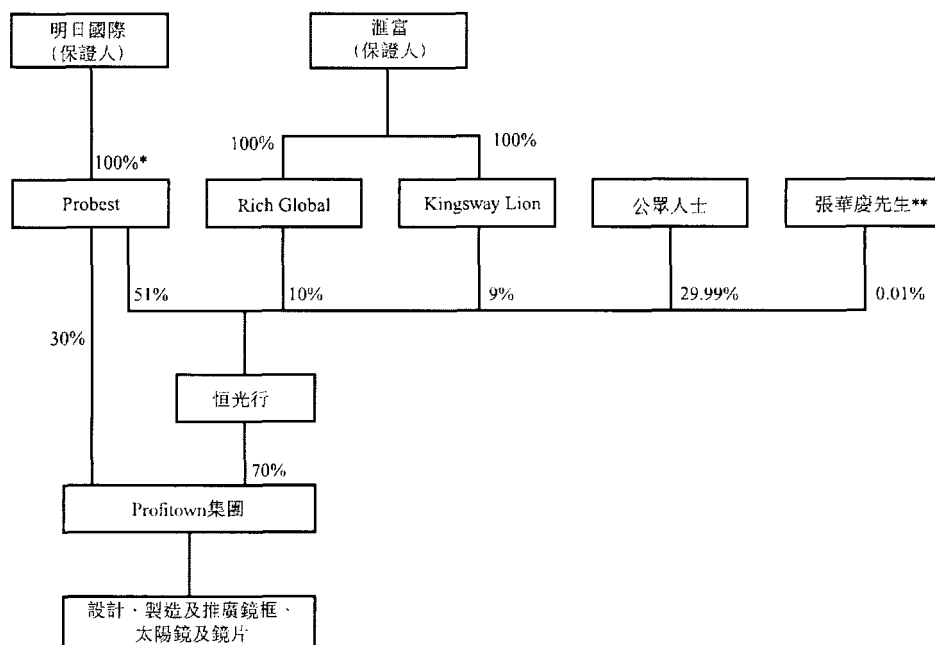 明日國際
(保證人)
滙富
(保證人)
100%
100%
100%*
Probest
Rich Global
Kingsway Lion
公眾人士
張華慶先生**
51%
10%
9%
29.99%
0.01%
30%
恒光行
70%
Profitown集團
設計、製造及推廣鏡框、
太陽鏡及鏡片